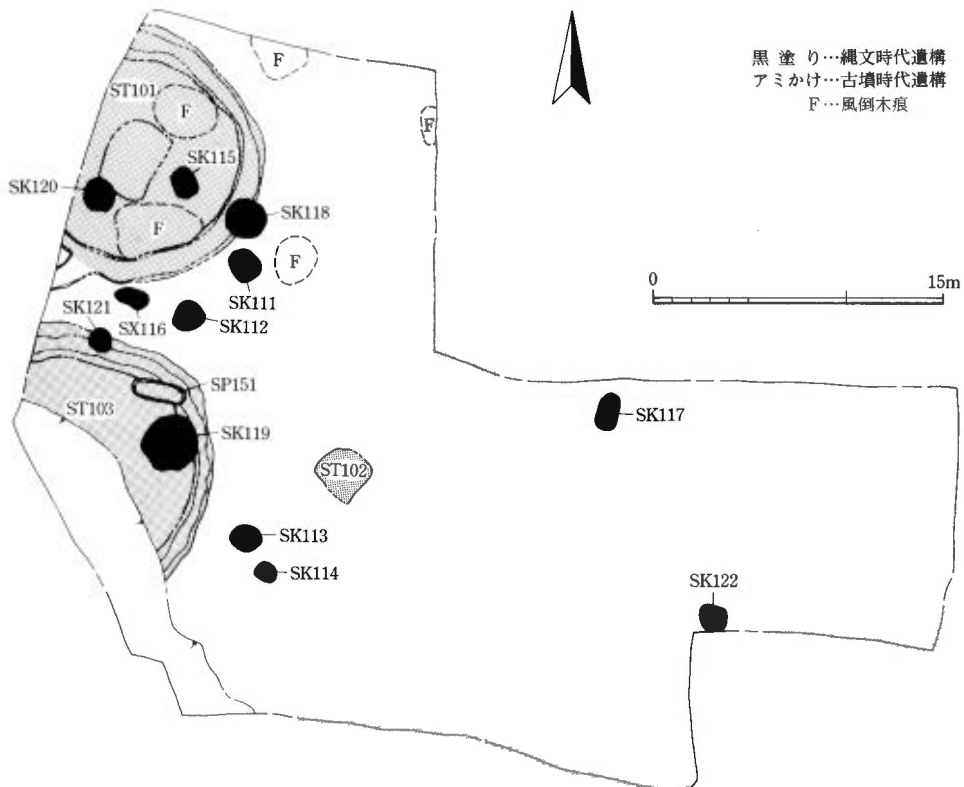 黒塗り…縄文時代遺構
アミかけ…古墳時代遺構
F…風倒木痕
F
ST101
F
F
SK115
SK120
SK118
F
F
0 15m
SK111
SK121
SX116
SK112
SP151
ST103
SK117
SK119
ST102
SK113
SK114
SK122